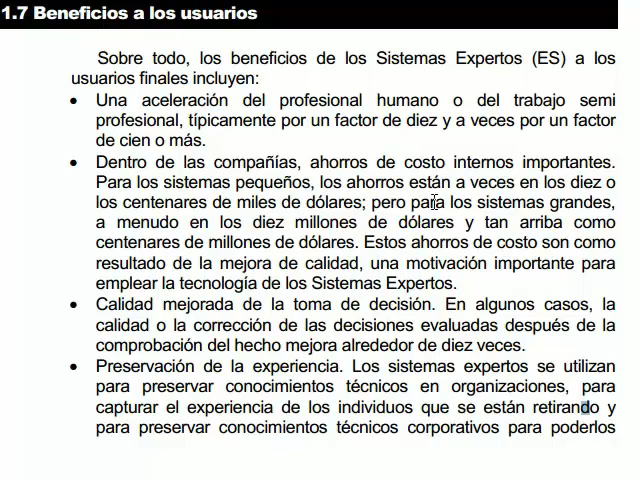 1.7 Beneficios a los usuarios
Sobre todo, los beneficios de los Sistemas Expertos (ES) a los
usuarios finales incluyen:
• Una aceleración del profesional humano o del trabajo semi
profesional, típicamente por un factor de diez y a veces por un factor
de cien o más.
• Dentro de las compañías, ahorros de costo internos importantes.
Para los sistemas pequeños, los ahorros están a veces en los diez o
los centenares de miles de dólares; pero para los sistemas grandes,
a menudo en los diez millones de dólares y tan arriba como
centenares de millones de dólares. Estos ahorros de costo son como
resultado de la mejora de calidad, una motivación importante para
emplear la tecnología de los Sistemas Expertos.
• Calidad mejorada de la toma de decisión. En algunos casos, la
calidad o la corrección de las decisiones evaluadas después de la
comprobación del hecho mejora alrededor de diez veces.
• Preservación de la experiencia. Los sistemas expertos se utilizan
para preservar conocimientos técnicos en organizaciones, para
capturar el experiencia de los individuos que se están retirando y
para preservar conocimientos técnicos corporativos para poderlos